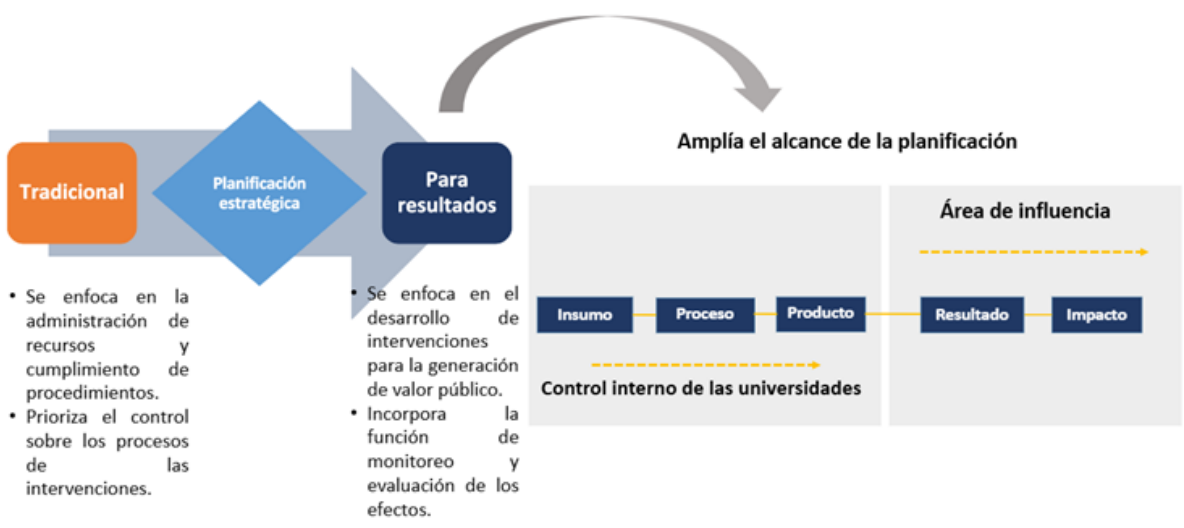 Tradicional
Planificación
estratégica
Para
resultados
• Se enfoca en la
administración de
recursos y
cumplimiento de
procedimientos.
• Prioriza el control
sobre los procesos
de las
intervenciones.
• Se enfoca en el
desarrollo de
intervenciones
para la generación
de valor público.
• Incorpora la
función de
monitoreo y
evaluación de los
efectos.
Amplía el alcance de la planificación
Área de influencia
Insumo
Proceso
Producto
Resultado
Impacto
Control interno de las universidades